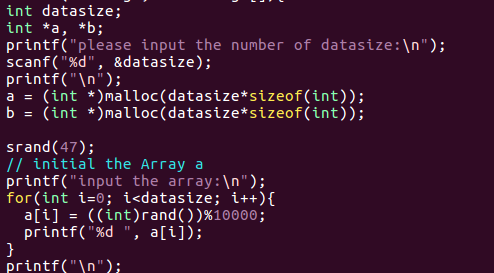 int datasize;
int *a, *b;
printf("please input the number of datasize:\n");
scanf("%d", &datasize);
printf("\n");
a = (int *)malloc(datasize*sizeof(int));
b = (int *)malloc(datasize*sizeof(int));
srand(47);
// initial the Array a
printf("input the array:\n");
for(int i=0; i<datasize; i++){
  a[i] = ((int)rand())%10000;
  printf("%d ", a[i]);
}
printf("\n");